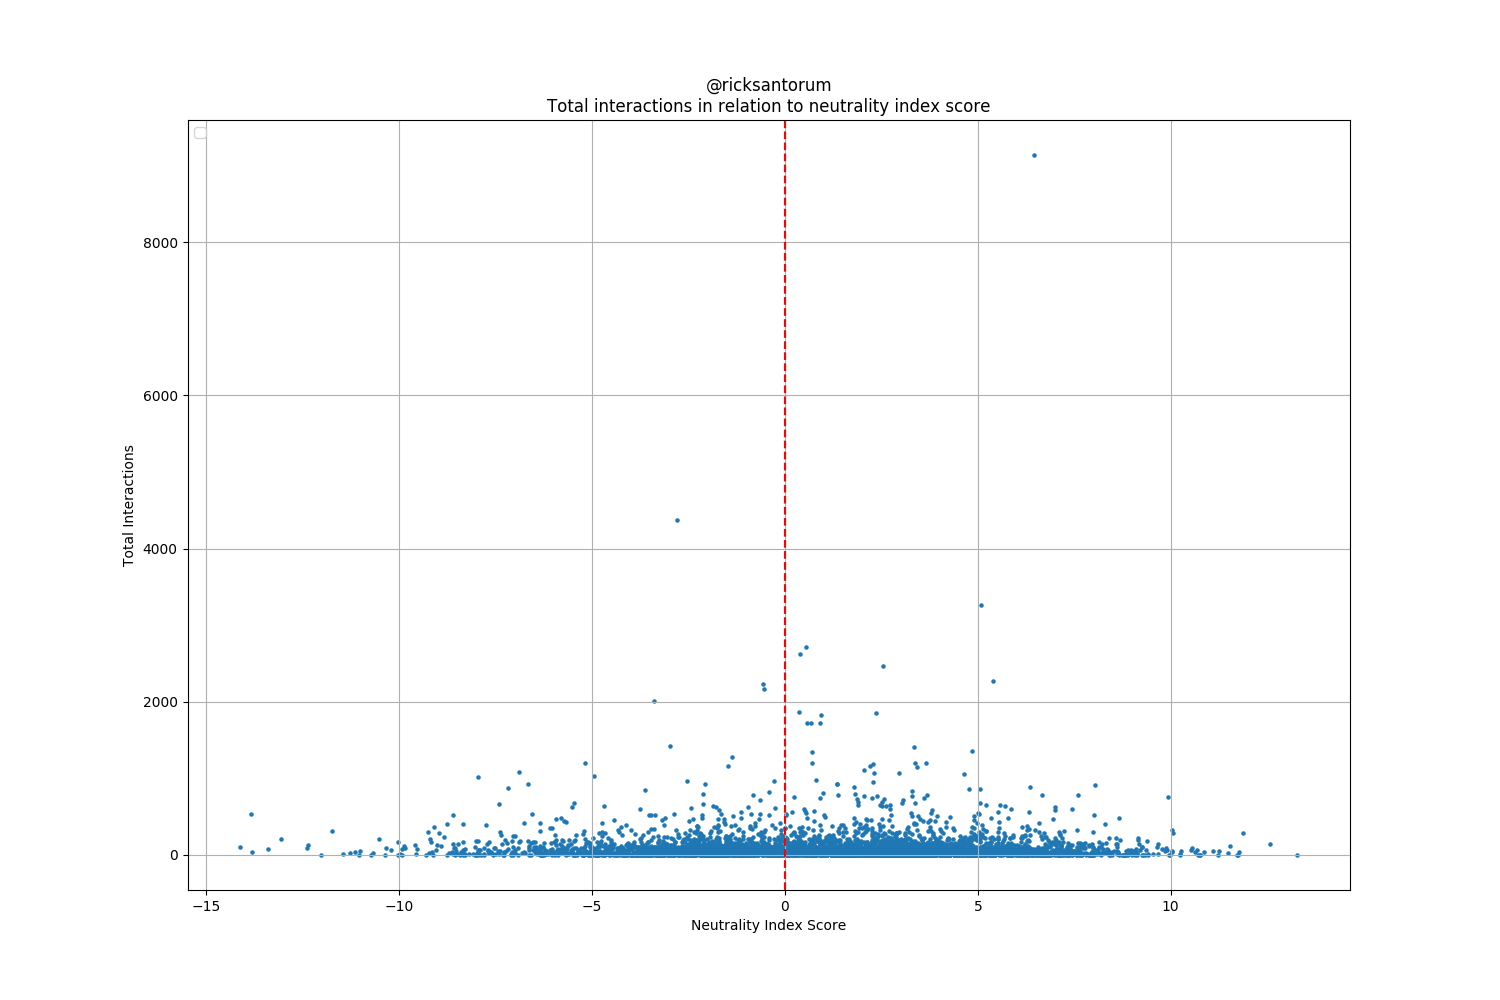 @ricksantorum
Total interactions in relation to neutrality index score
8000
6000
4000
2000
0
Total Interactions
−15
−10
−5
0
5
10
Neutrality Index Score